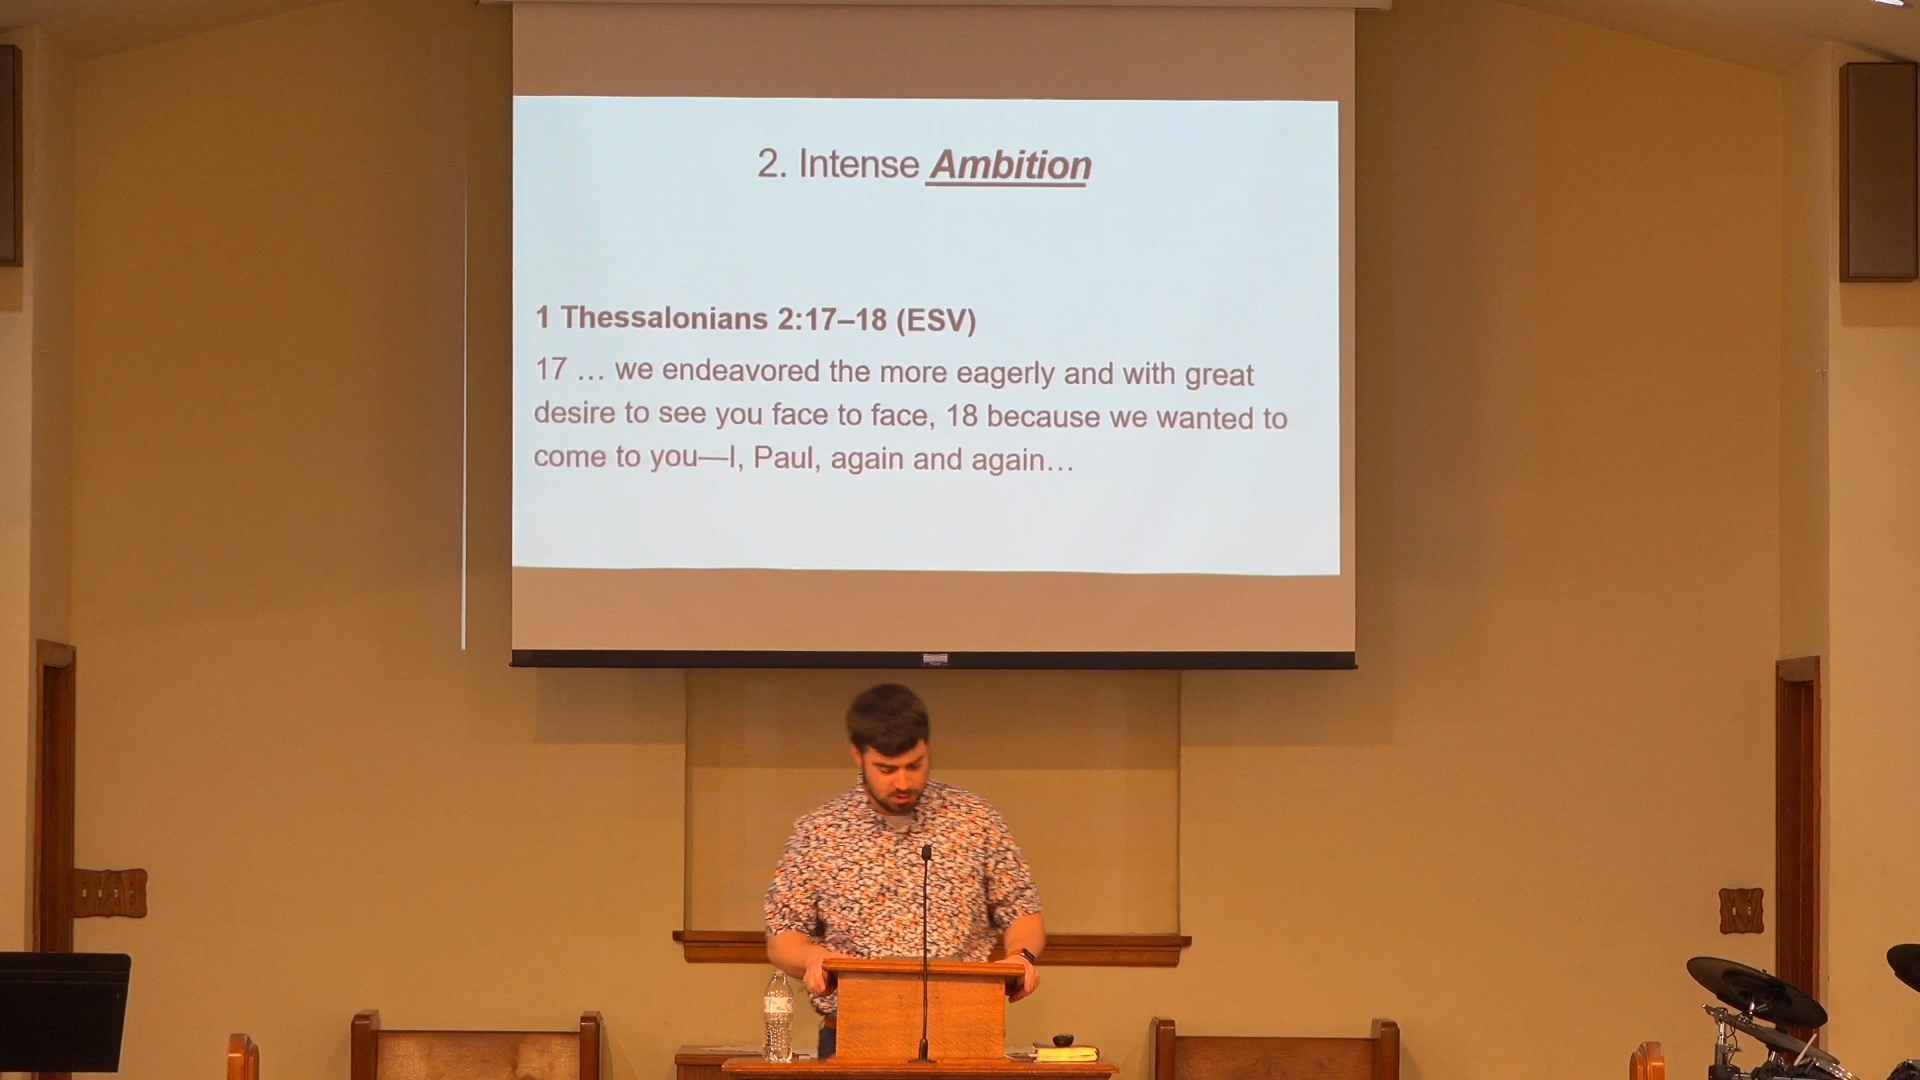 2. Intense Ambition
1 Thessalonians 2:17–18 (ESV)
17 … we endeavored the more eagerly and with great
desire to see you face to face, 18 because we wanted to
come to you—I, Paul, again and again…